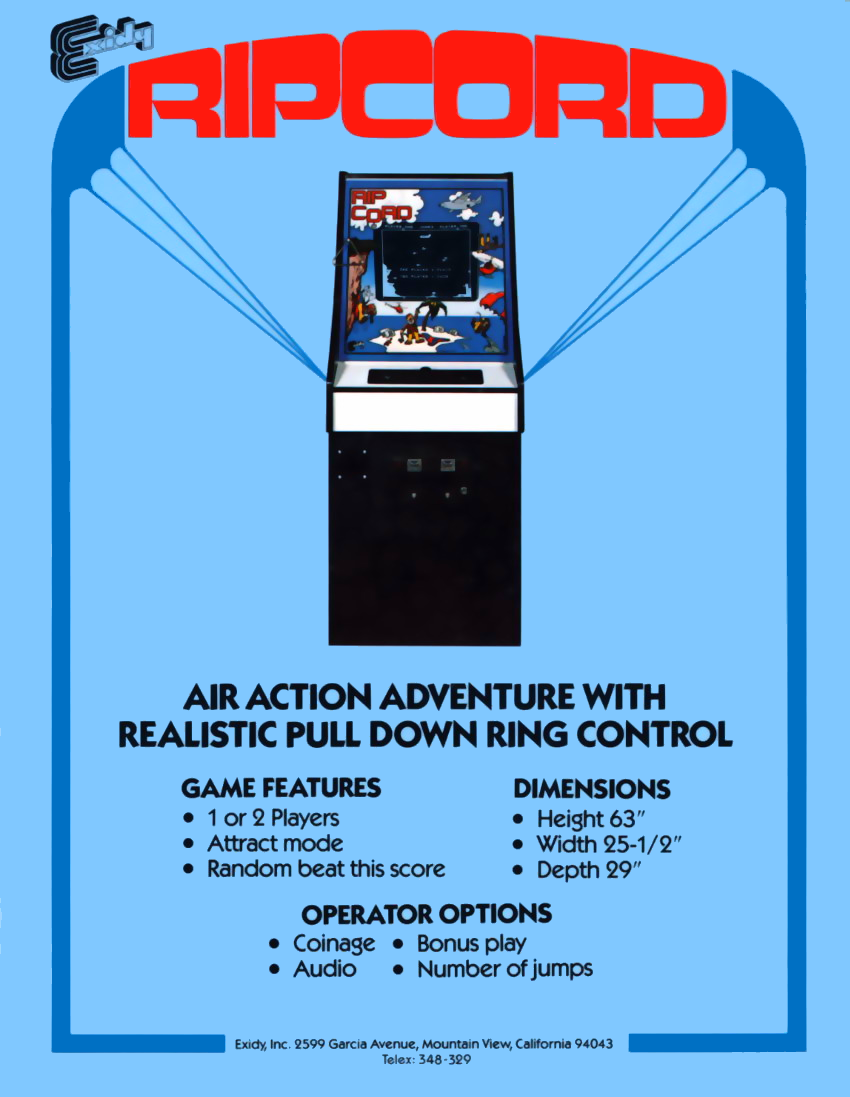 Exidy
RIPCORD
RIP
CORD
AIR ACTION ADVENTURE WITH
REALISTIC PULL DOWN RING CONTROL
GAME FEATURES
• 1 or 2 Players
• Attract mode
• Random beat this score
DIMENSIONS
• Height 63"
• Width 25-1/2"
• Depth 29"
OPERATOR OPTIONS
• Coinage • Bonus play
• Audio • Number of jumps
Exidy, Inc. 2599 Garcia Avenue, Mountain View, California 94043
Telex: 348-329